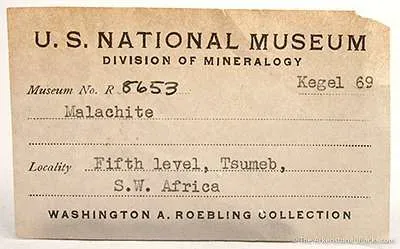 U. S. NATIONAL MUSEUM
DIVISION OF MINERALOGY
Museum No. R 8653 Kegel 69
Malachite
Locality Fifth level, Tsumeb,
S.W. Africa
WASHINGTON A. ROEBLING COLLECTION